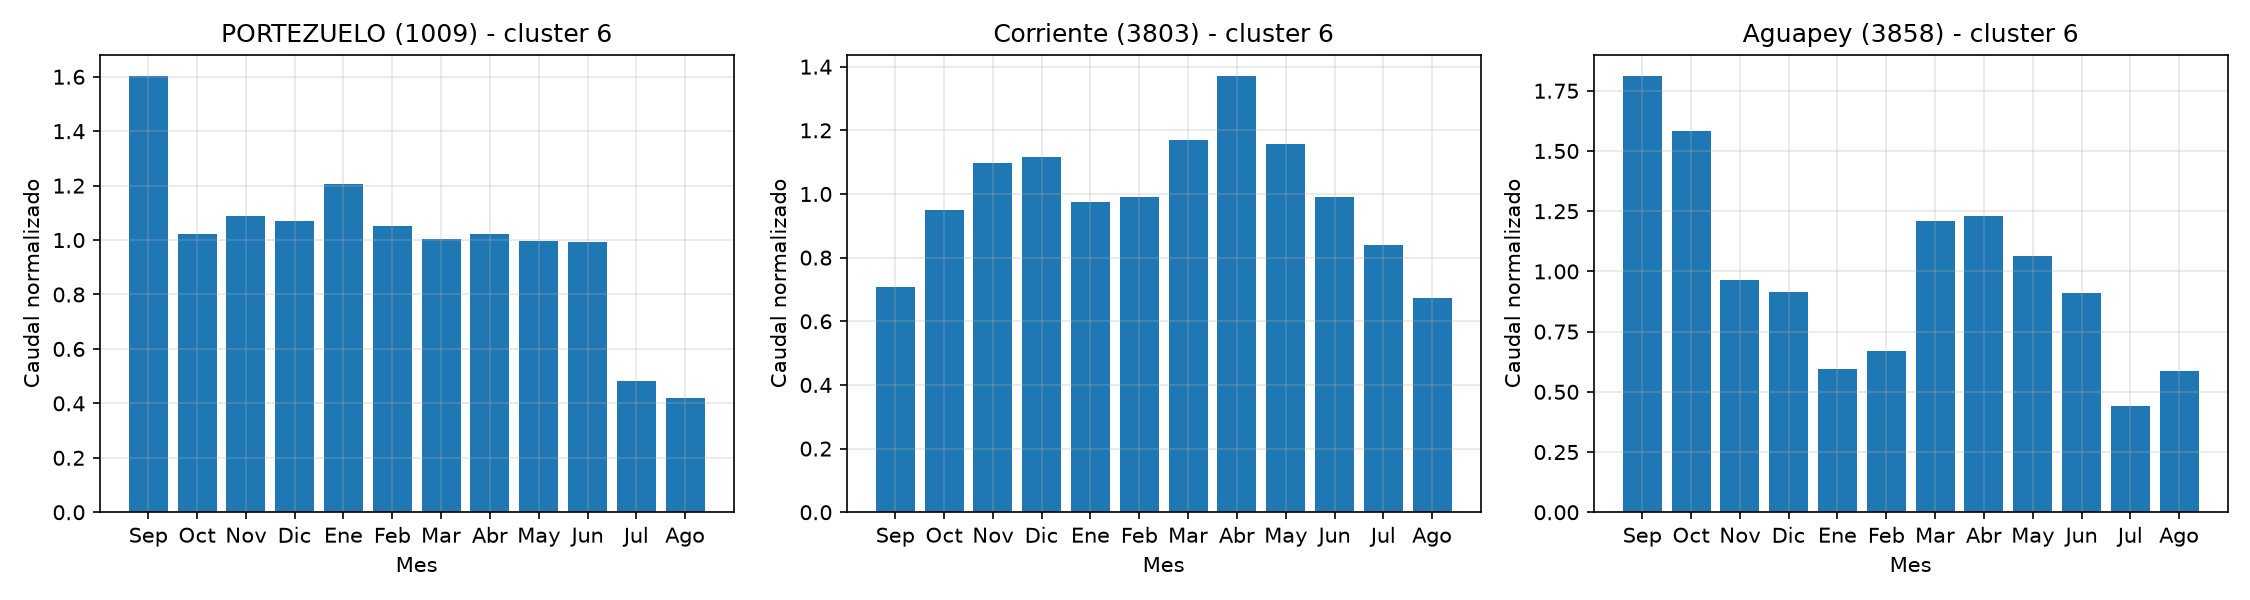 PORTEZUELO (1009) - cluster 6
Caudal normalizado
1.6
1.4
1.2
1.0
0.8
0.6
0.4
0.2
0.0
Sep Oct Nov Dic Ene Feb Mar Abr May Jun Jul Ago
Mes
Corriente (3803) - cluster 6
Caudal normalizado
1.4
1.2
1.0
0.8
0.6
0.4
0.2
0.0
Sep Oct Nov Dic Ene Feb Mar Abr May Jun Jul Ago
Mes
Aguapey (3858) - cluster 6
Caudal normalizado
1.75
1.50
1.25
1.00
0.75
0.50
0.25
0.00
Sep Oct Nov Dic Ene Feb Mar Abr May Jun Jul Ago
Mes